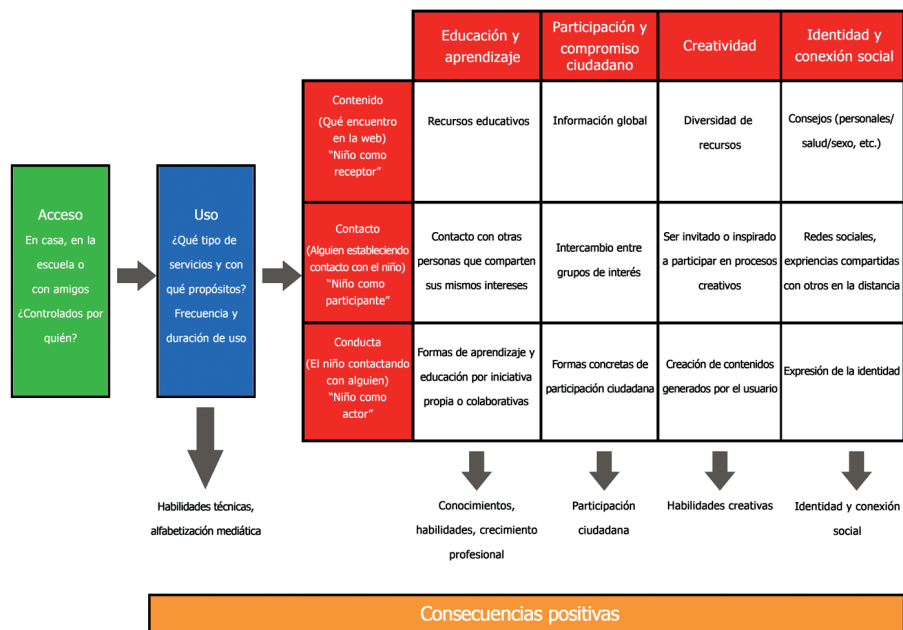 Educación y
aprendizaje
Participación y
compromiso
ciudadano
Creatividad
Identidad y
conexión social
Contenido
(Qué encuentro
en la web)
“Niño como
receptor”
Recursos educativos
Información global
Diversidad de
recursos
Consejos (personales/
salud/sexo, etc.)
Acceso
En casa, en la
escuela o
con amigos
¿Controlados por
quién?
Uso
¿Qué tipo de
servicios y con
qué propósitos?
Frecuencia y
duración de uso
Contacto
(Alguien estableciendo
contacto con el niño)
“Niño como
participante”
Contacto con otras
personas que comparten
sus mismos intereses
Intercambio entre
grupos de interés
Ser invitado o inspirado
a participar en procesos
creativos
Redes sociales,
expriencias compartidas
con otros en la distancia
Conducta
(El niño contactando
con alguien)
“Niño como
actor”
Formas de aprendizaje y
educación por iniciativa
propia o colaborativas
Formas concretas de
participación ciudadana
Creación de contenidos
generados por el usuario
Expresión de la identidad
Habilidades técnicas,
alfabetización mediática
Conocimientos,
habilidades, crecimiento
profesional
Participación
ciudadana
Habilidades creativas
Identidad y conexión
social
Consecuencias positivas